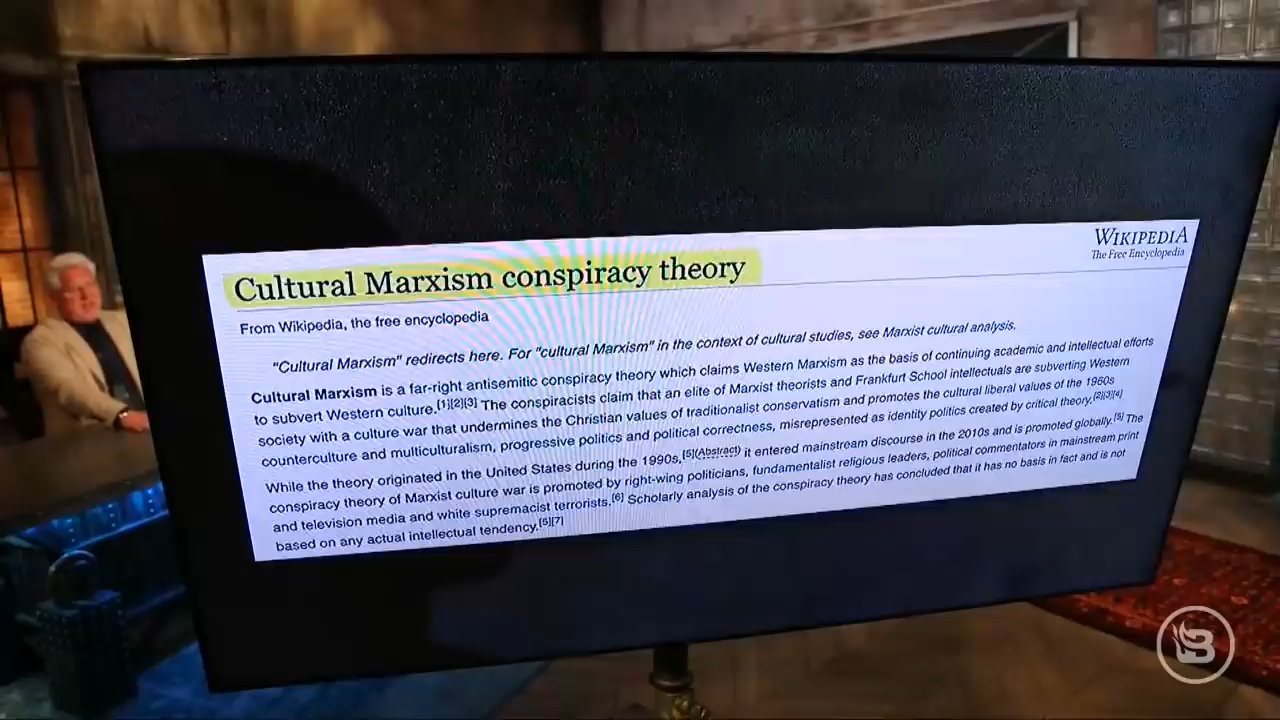 WIKIPEDIA
The Free Encyclopedia
Cultural Marxism conspiracy theory
From Wikipedia, the free encyclopedia
"Cultural Marxism" redirects here. For "cultural Marxism" in the context of cultural studies, see Marxist cultural analysis.
Cultural Marxism is a far-right antisemitic conspiracy theory which claims Western Marxism as the basis of continuing academic and intellectual efforts
to subvert Western culture.[1][2][3] The conspiracists claim that an elite of Marxist theorists and Frankfurt School intellectuals are subverting Western
society with a culture war that undermines the Christian values of traditionalist conservatism and promotes the cultural liberal values of the 1960s
counterculture and multiculturalism, progressive politics and political correctness, misrepresented as identity politics created by critical theory.[2][3][4]
While the theory originated in the United States during the 1990s,[5](Abstract) it entered mainstream discourse in the 2010s and is promoted globally.[5] The
conspiracy theory of Marxist culture war is promoted by right-wing politicians, fundamentalist religious leaders, political commentators in mainstream print
and television media and white supremacist terrorists.[6] Scholarly analysis of the conspiracy theory has concluded that it has no basis in fact and is not
based on any actual intellectual tendency.[5][7]
B